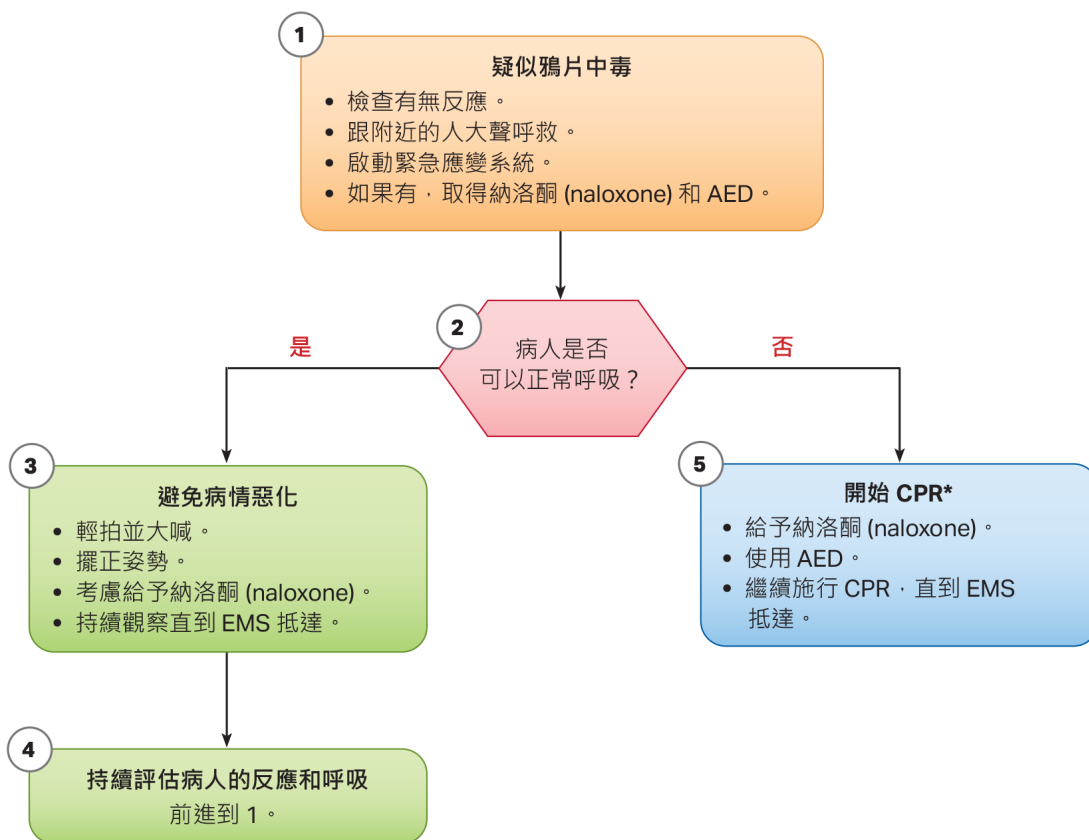 1
疑似鴉片中毒
• 檢查有無反應。
• 跟附近的人大聲呼救。
• 啟動緊急應變系統。
• 如果有，取得納洛酮 (naloxone) 和 AED。
2
病人是否
可以正常呼吸？
是
否
3
避免病情惡化
• 輕拍並大喊。
• 擺正姿勢。
• 考慮給予納洛酮 (naloxone)。
• 持續觀察直到 EMS 抵達。
4
持續評估病人的反應和呼吸
前進到 1。
5
開始 CPR*
• 給予納洛酮 (naloxone)。
• 使用 AED。
• 繼續施行 CPR，直到 EMS
抵達。